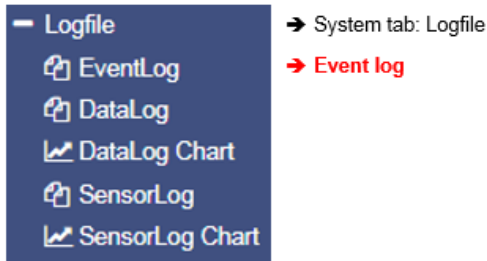 Logfile ➔ System tab: Logfile
EventLog ➔ Event log
DataLog
DataLog Chart
SensorLog
SensorLog Chart